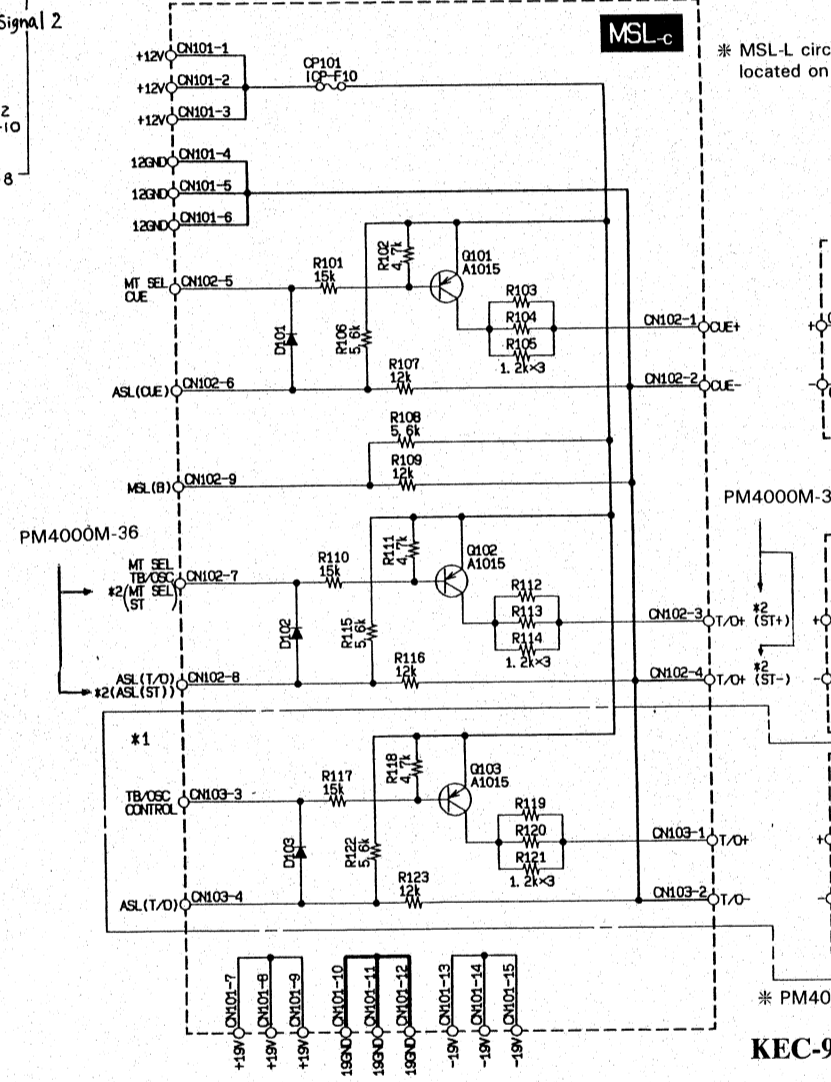 Signal 2
2
-10
-8
MSL-C
※ MSL-L circ
located on
+12V CN101-1
+12V CN101-2
+12V CN101-3
CP101
ICP-F10
12GND CN101-4
12GND CN101-5
12GND CN101-6
MT SEL
CUE
CN102-5
R101
15k
R102
4.7k
Q101
A1015
D101
R106
5.6k
R103
R104
R105
1.2k×3
CN102-1 CUE+
R107
12k
ASL(CUE) CN102-6
CN102-2 CUE-
R108
5.6k
R109
12k
MSL(B) CN102-9
PM4000M-36
PM4000M-3
MT SEL
TB/OSC
*2(MT SEL
ST )
CN102-7
R110
15k
R111
4.7k
Q102
A1015
D102
R115
5.6k
R112
R113
R114
1.2k×3
CN102-3 T/O+
*2
(ST+)
R116
12k
ASL(T/O)
*2(ASL(ST))
CN102-8
CN102-4 T/O+
*2
(ST-)
*1
TB/OSC
CONTROL
CN103-3
R117
15k
R118
4.7k
Q103
A1015
D103
R122
5.6k
R119
R120
R121
1.2k×3
CN103-1 T/O+
R123
12k
ASL(T/O) CN103-4
CN103-2 T/O-
CN101-7
CN101-8
CN101-9
CN101-10
CN101-11
CN101-12
CN101-13
CN101-14
CN101-15
+19V
+19V
+19V
19GND
19GND
19GND
-19V
-19V
-19V
+
-
+
-
+
-
※ PM40
KEC-9